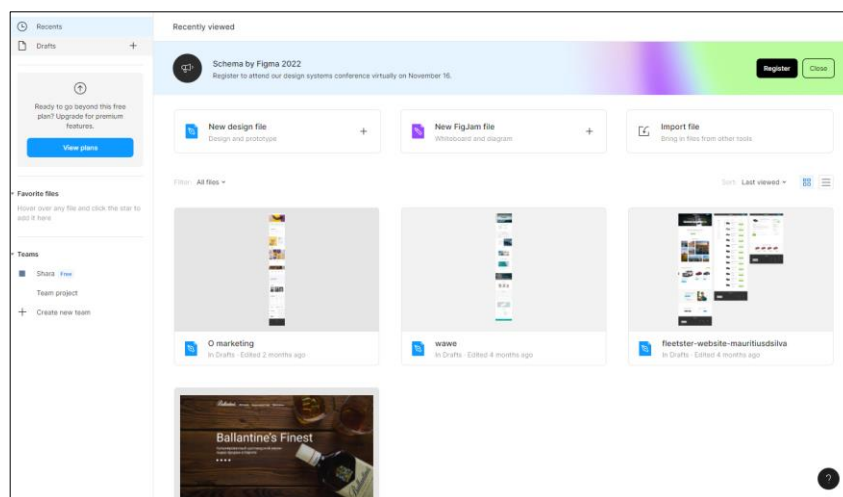 Recents
Drafts
Ready to go beyond this free
plan? Upgrade for premium
features.
View plans
Favorite files
Hover over any file and click the star to
add it here
Teams
Shara Free
Team project
Create new team
Recently viewed
Schema by Figma 2022
Register to attend our design systems conference virtually on November 16.
Register
Close
New design file
Design and prototype
New FigJam file
Whiteboard and diagram
Import file
Bring in files from other tools
Filter: All files
Sort: Last viewed
O marketing
In Drafts · Edited 2 months ago
wawe
In Drafts · Edited 4 months ago
fleetster-website-mauritiusdsilva
In Drafts · Edited 4 months ago
Ballantine's
Ballantine's Finest
?